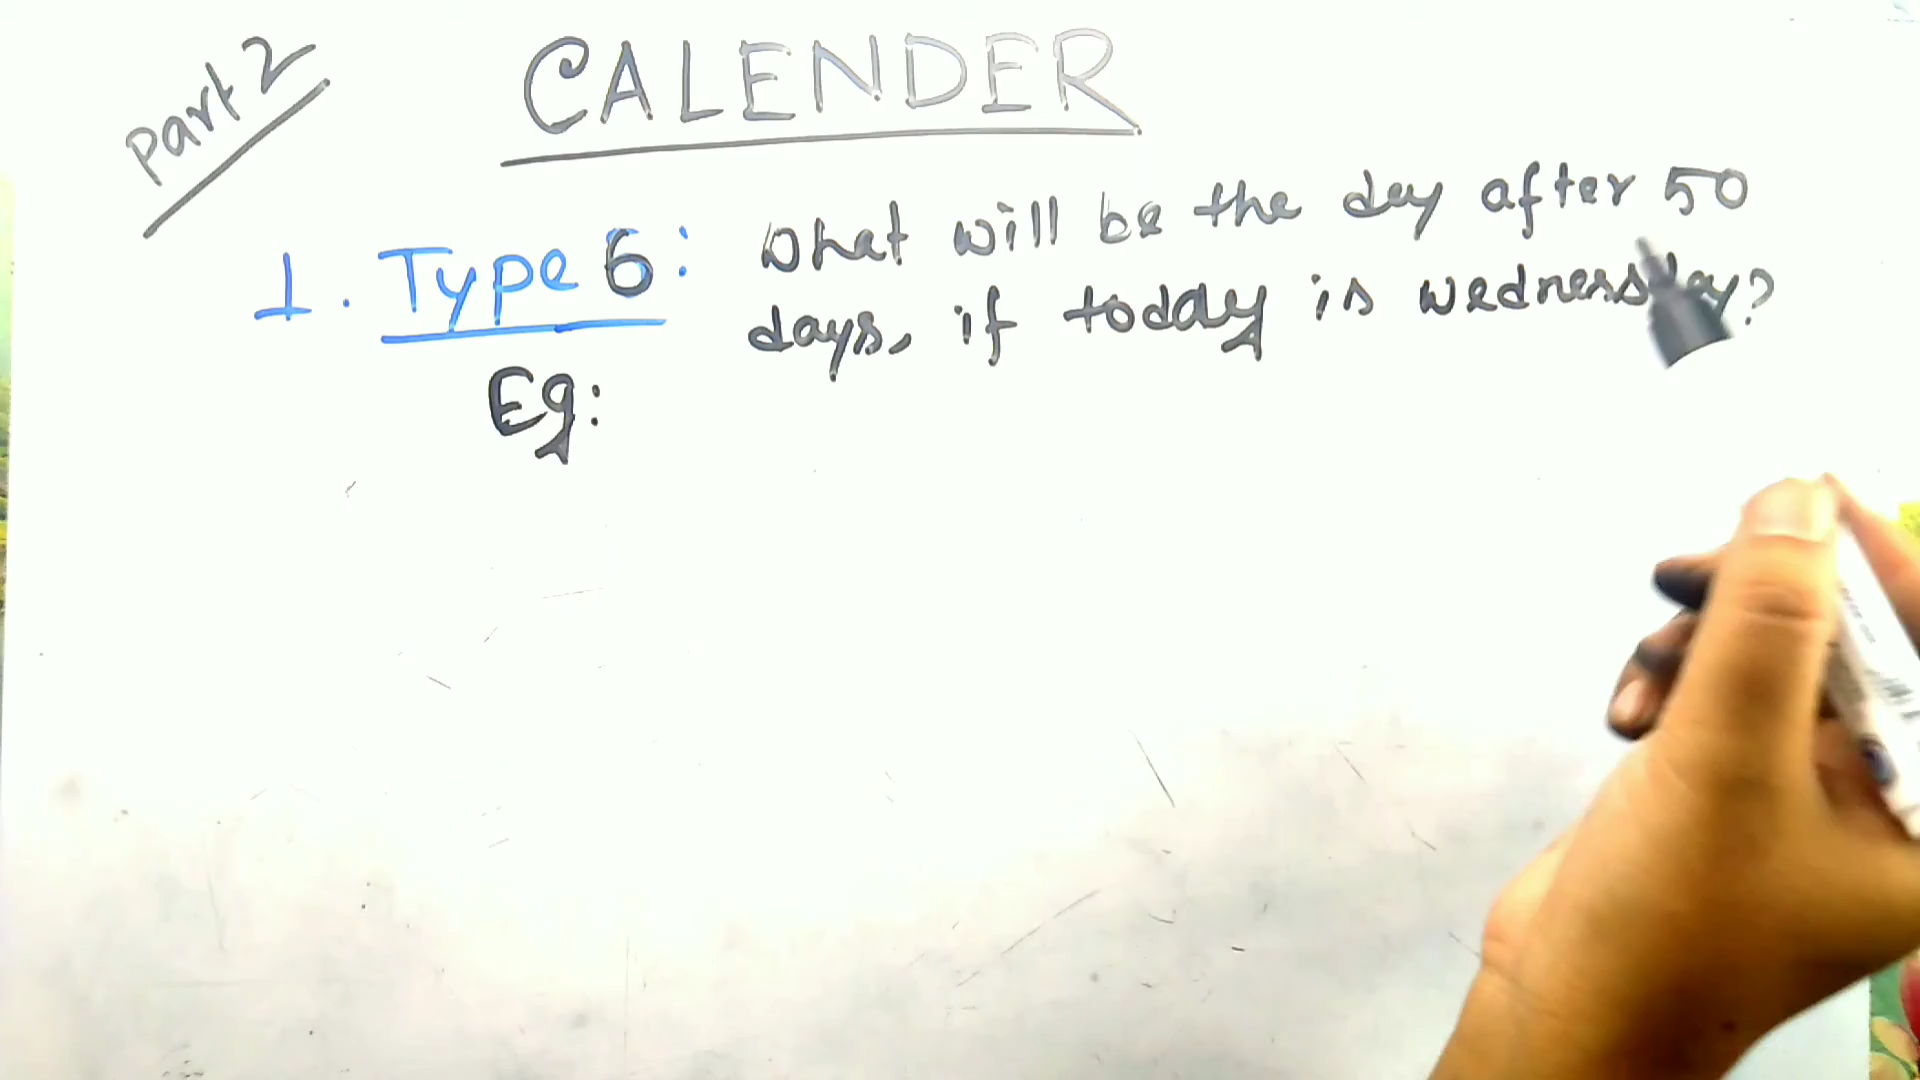 Part 2
CALENDER
1. Type 6: What will be the day after 50
days, if today is wednesday?
Eg: